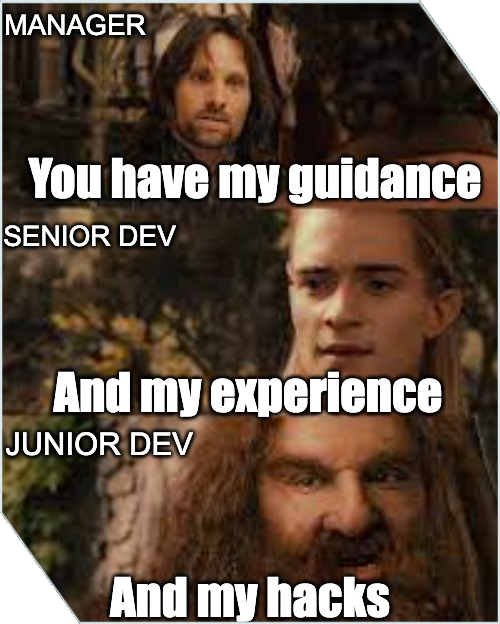 MANAGER
You have my guidance
SENIOR DEV
And my experience
JUNIOR DEV
And my hacks